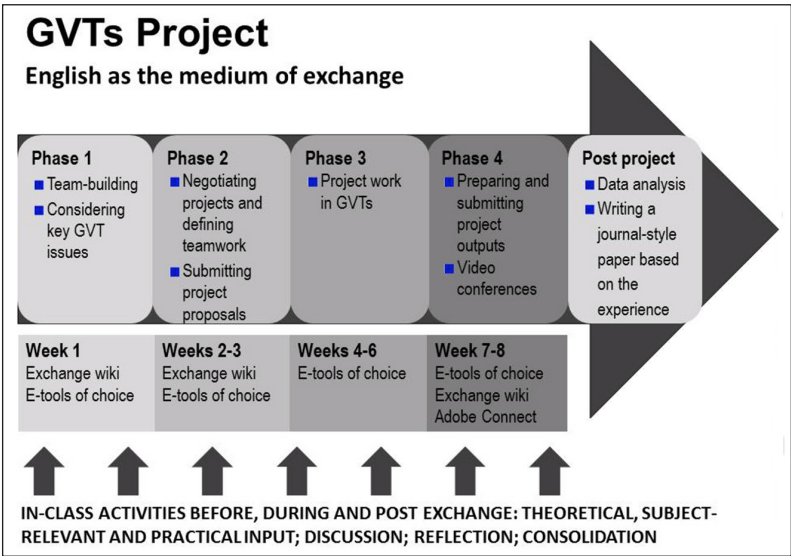 GVTs Project
English as the medium of exchange
Phase 1
Team-building
Considering
key GVT
issues
Phase 2
Negotiating
projects and
defining
teamwork
Submitting
project
proposals
Phase 3
Project work
in GVTs
Phase 4
Preparing and
submitting
project
outputs
Video
conferences
Post project
Data analysis
Writing a
journal-style
paper based
on the
experience
Week 1
Exchange wiki
E-tools of choice
Weeks 2-3
Exchange wiki
E-tools of choice
Weeks 4-6
E-tools of choice
Week 7-8
E-tools of choice
Exchange wiki
Adobe Connect
IN-CLASS ACTIVITIES BEFORE, DURING AND POST EXCHANGE: THEORETICAL, SUBJECT-
RELEVANT AND PRACTICAL INPUT; DISCUSSION; REFLECTION; CONSOLIDATION